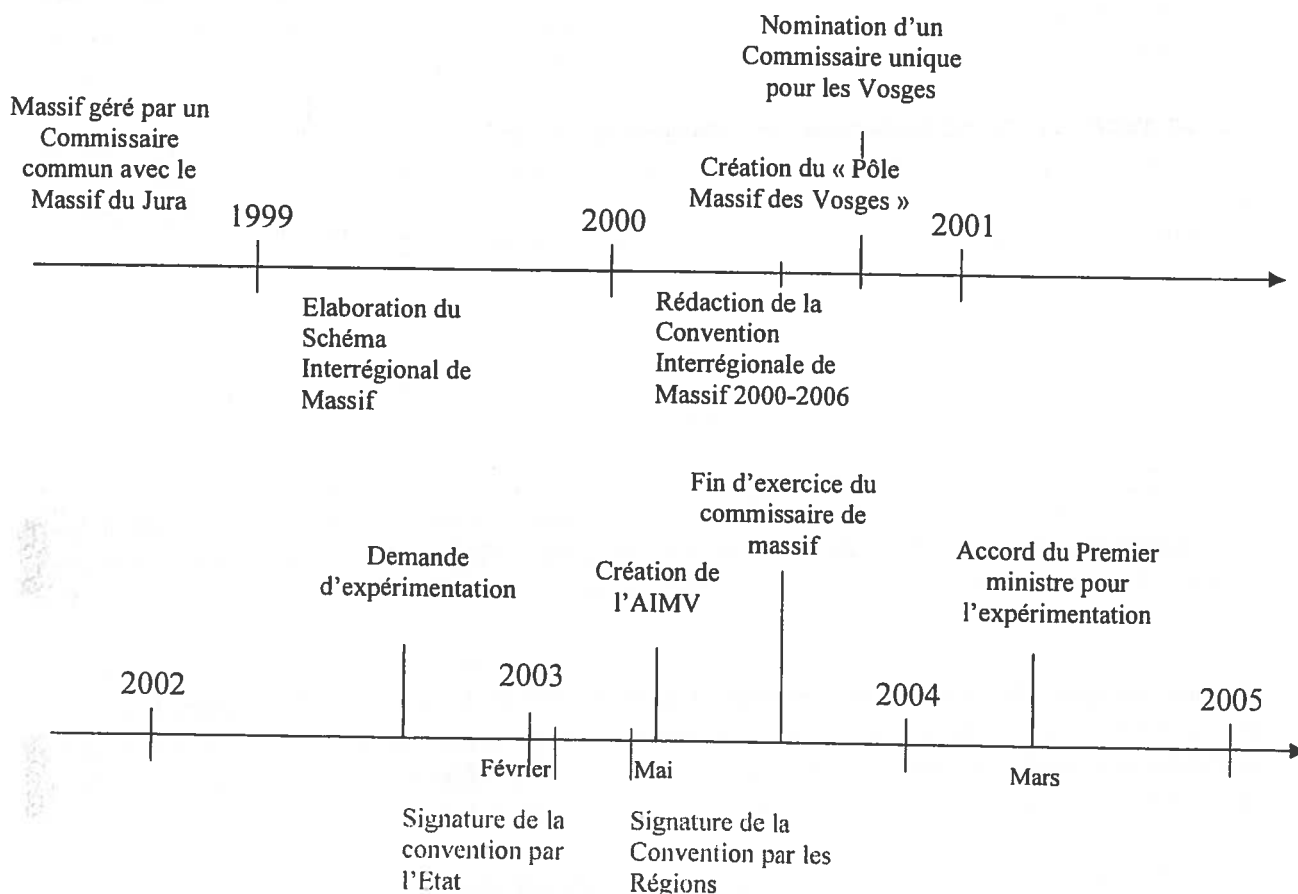 Nomination d'un
Commissaire unique
pour les Vosges
Massif géré par un
Commissaire
commun avec le
Massif du Jura
Création du « Pôle
Massif des Vosges »
1999
2000
2001
Elaboration du
Schéma
Interrégional de
Massif
Rédaction de la
Convention
Interrégionale de
Massif 2000-2006
Fin d'exercice du
commissaire de
massif
Demande
d'expérimentation
Création de
l'AIMV
Accord du Premier
ministre pour
l'expérimentation
2002
2003
2004
2005
Février
Mai
Mars
Signature de la
convention par
l'Etat
Signature de la
Convention par les
Régions